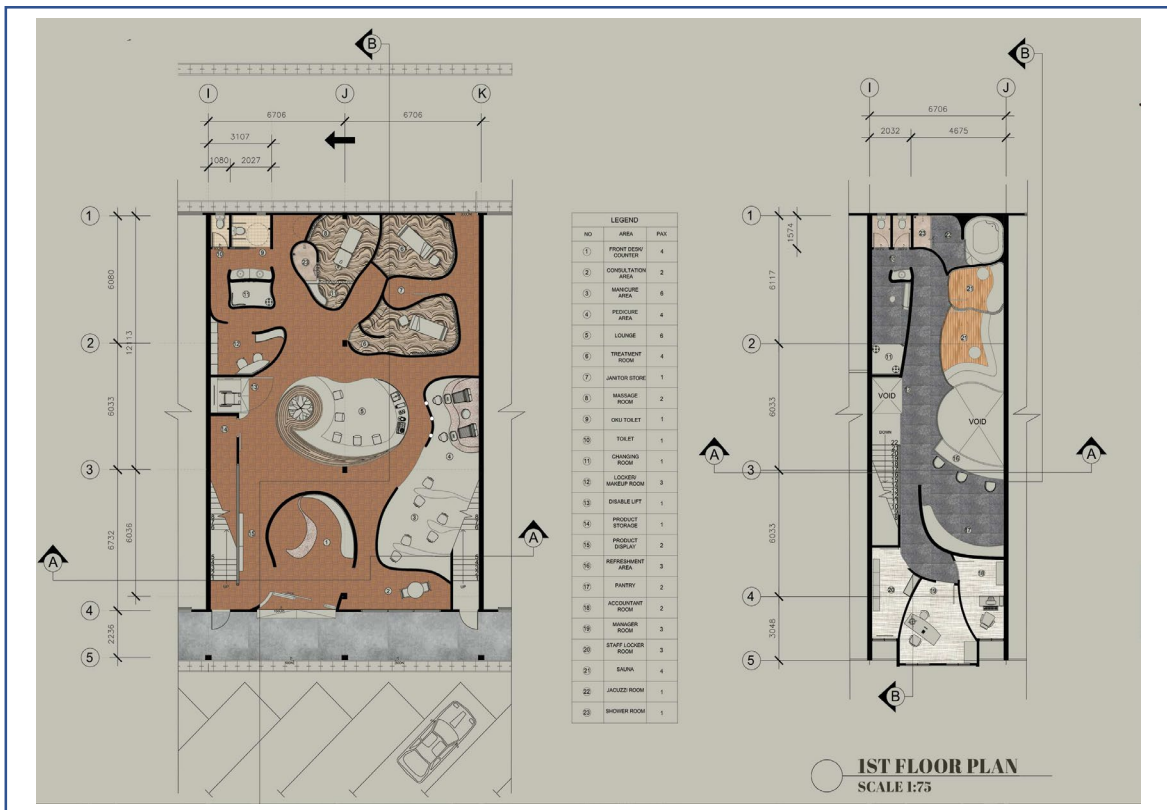 B
B
I
J
K
I
J
6706
6706
6706
3107
2032
4675
1080
2027
1
6080
12113
2
6033
3
6732
6036
4
2236
5
A
A
UP
UP
LEGEND
NO AREA PAX
1 FRONT DESK/ COUNTER 4
2 CONSULTATION AREA 2
3 MANICURE AREA 6
4 PEDICURE AREA 4
5 LOUNGE 6
6 TREATMENT ROOM 4
7 JANITOR STORE 1
8 MASSAGE ROOM 2
9 OKU TOILET 1
10 TOILET 1
11 CHANGING ROOM 1
12 LOCKER/ MAKEUP ROOM 3
13 DISABLE LIFT 1
14 PRODUCT STORAGE 1
15 PRODUCT DISPLAY 2
16 REFRESHMENT AREA 3
17 PANTRY 2
18 ACCOUNTANT ROOM 2
19 MANAGER ROOM 3
20 STAFF LOCKER ROOM 3
21 SAUNA 4
22 JACUZZI ROOM 1
23 SHOWER ROOM 1
1
1574
6117
2
6033
3
6033
4
3048
5
A
A
VOID
VOID
DOWN
B
1ST FLOOR PLAN
SCALE 1:75